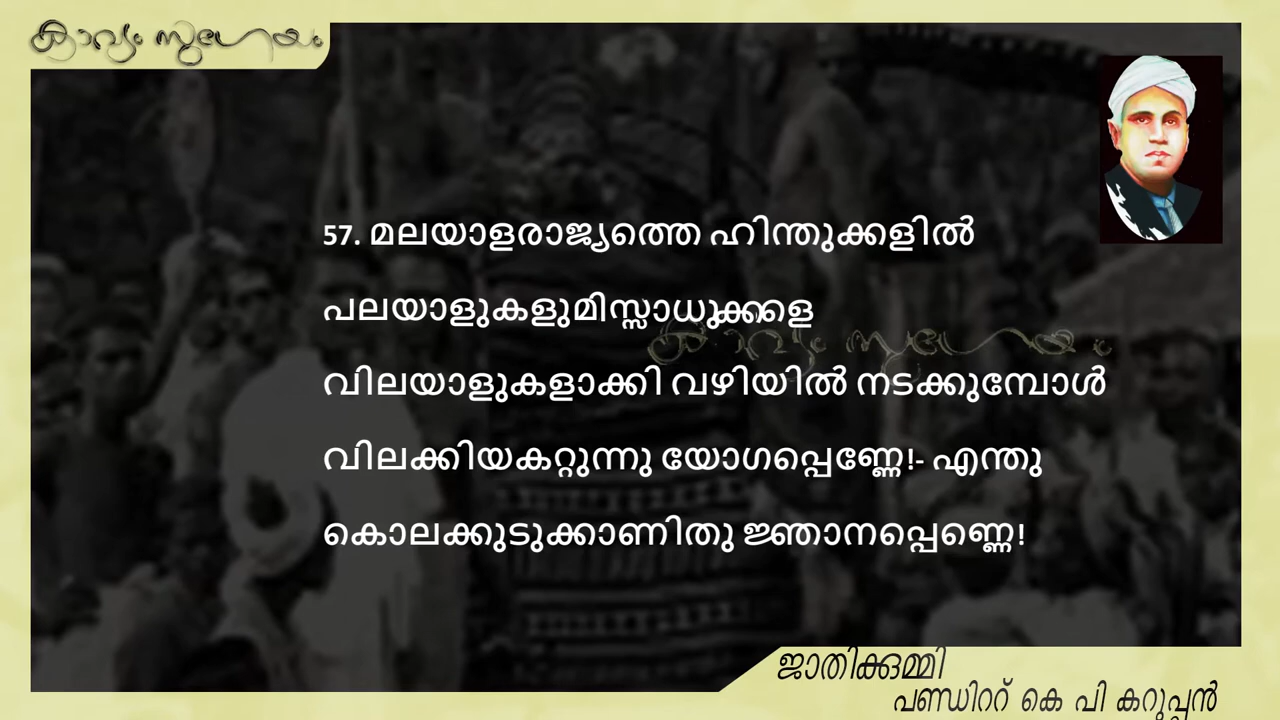 കാവ്യം സുഗേയം
57. മലയാളരാജ്യത്തെ ഹിന്തുക്കളിൽ
പലയാളുകളുമിസ്സാധുക്കളെ
കാവ്യം സുഗേയം
വിലയാളുകളാക്കി വഴിയിൽ നടക്കുമ്പോൾ
വിലക്കിയകറ്റുന്നു യോഗപ്പെണ്ണേ!- എന്തു
കൊലക്കുടുക്കാണിതു ജ്ഞാനപ്പെണ്ണെ!
ജാതിക്കുമ്മി
പണ്ഡിററ് കെ പി കറുപ്പൻ